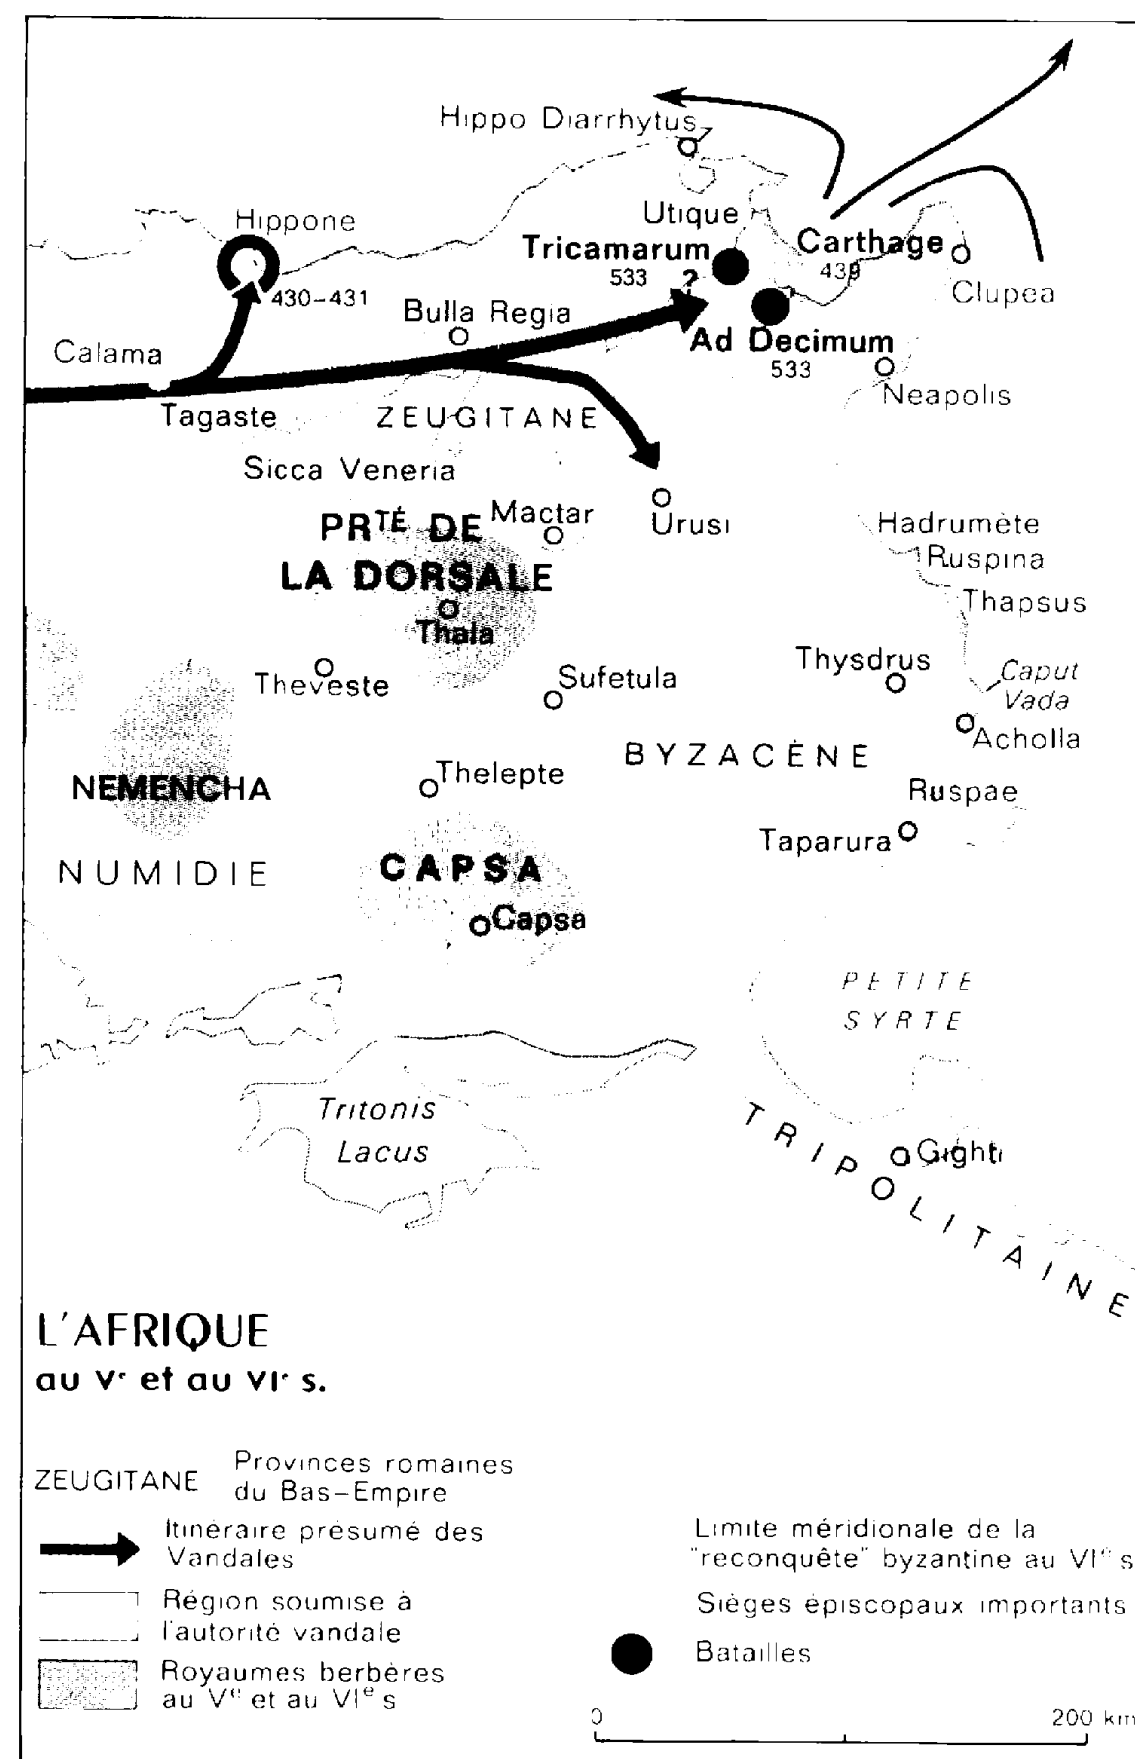 Hippo Diarrhytus
Hippone
Utique
Tricamarum
533
?
Carthage
439
430-431
Clupea
Bulla Regia
Ad Decimum
533
Calama
Neapolis
Tagaste
ZEUGITANE
Sicca Veneria
PRTÉ DE
LA DORSALE
Mactar
Urusi
Hadrumète
Ruspina
Thapsus
Thala
Theveste
Sufetula
Thysdrus
Caput
Vada
Acholla
BYZACÈNE
NEMENCHA
Thelepte
Ruspae
Taparura
NUMIDIE
CAPSA
Capsa
PETITE
SYRTE
Tritonis
Lacus
TRIPOLITAINE
Gighti
L'AFRIQUE
au Ve et au VIe s.
ZEUGITANE
Provinces romaines
du Bas-Empire
Itinéraire présumé des
Vandales
Région soumise à
l'autorité vandale
Royaumes berbères
au Ve et au VIe s
Limite méridionale de la
"reconquête" byzantine au VIe s
Sièges épiscopaux importants
Batailles
0
200 km